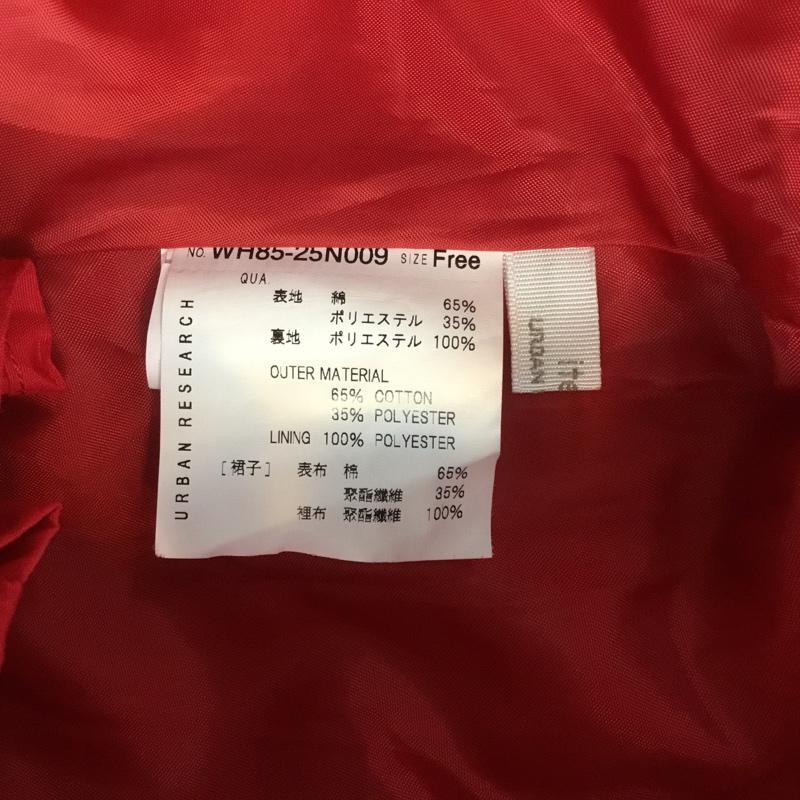 NO. WH85-25N009 SIZE Free
QUA.
表地 綿 65%
ポリエステル 35%
裏地 ポリエステル 100%
OUTER MATERIAL
65% COTTON
35% POLYESTER
LINING 100% POLYESTER
[裙子] 表布 棉 65%
聚酯纖維 35%
裡布 聚酯纖維 100%
URBAN RESEARCH
URBAN
ite